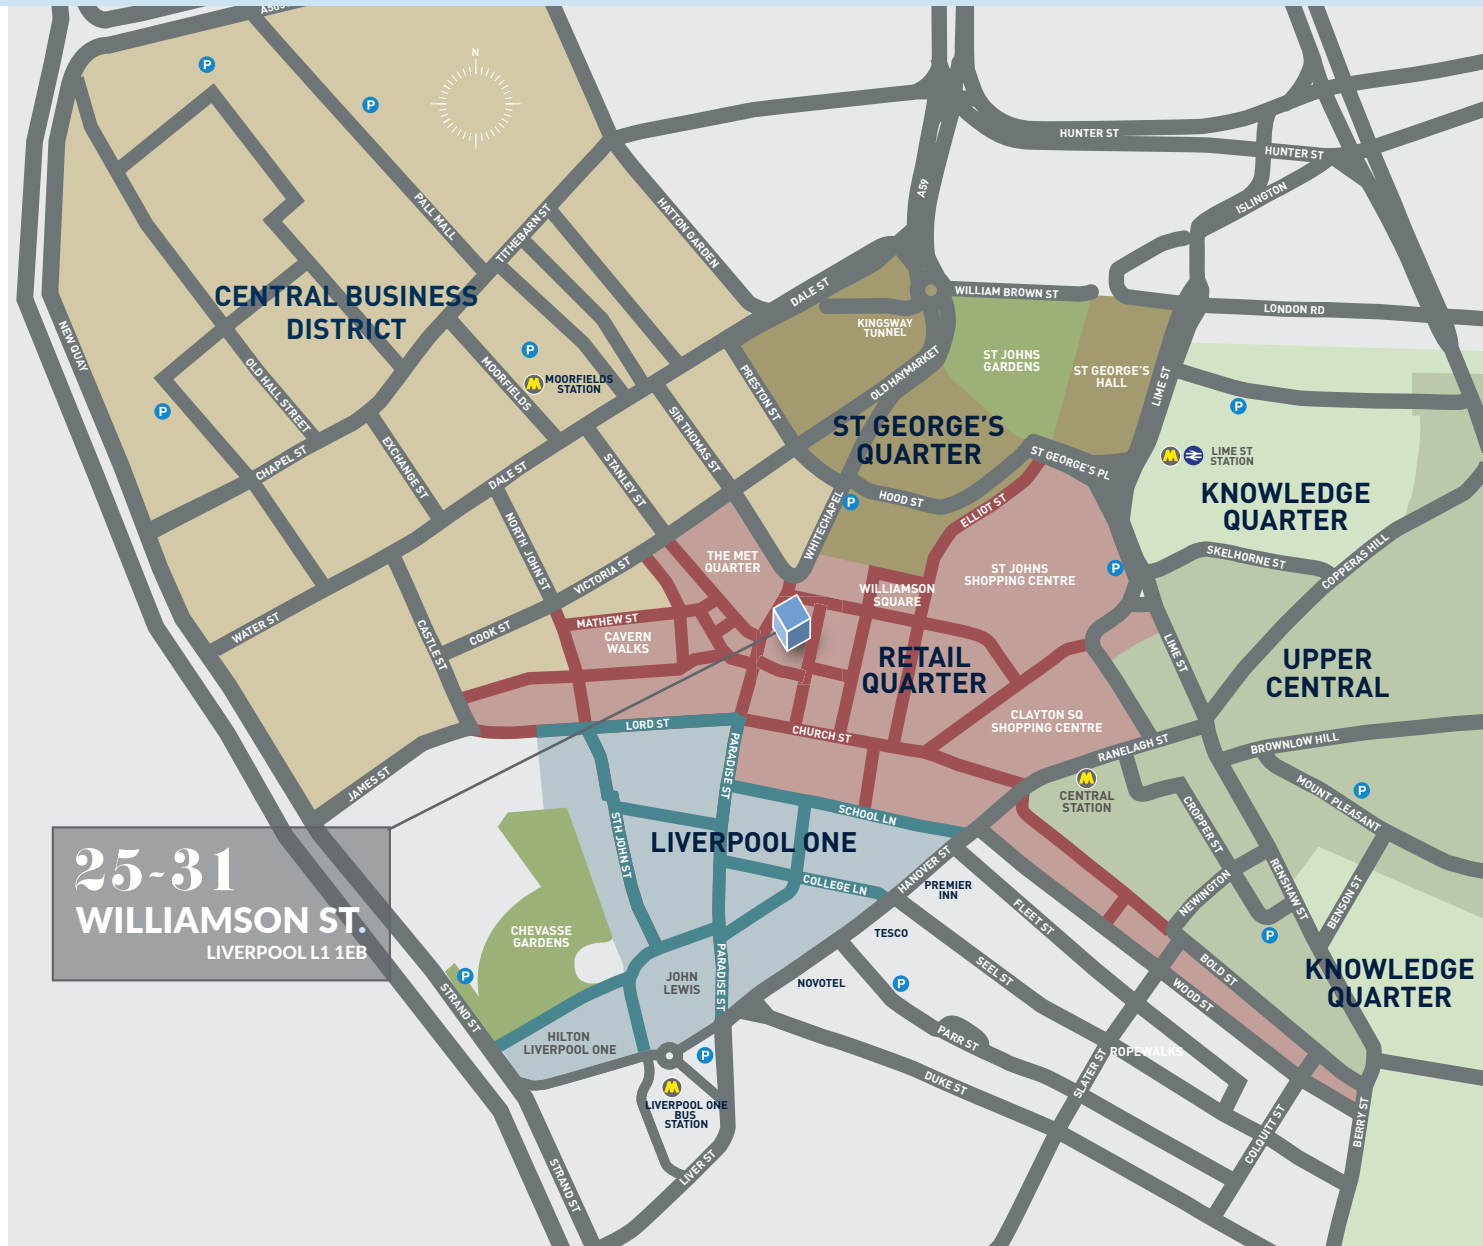 A5053
P
P
N
HUNTER ST
HUNTER ST
A59
ISLINGTON
PALL MALL
TITHEBARN ST
HATTON GARDEN
CENTRAL BUSINESS
DISTRICT
DALE ST
WILLIAM BROWN ST
LONDON RD
KINGSWAY
TUNNEL
NEW QUAY
OLD HALL STREET
MOORFIELDS
P
M
MOORFIELDS
STATION
ST JOHNS
GARDENS
ST GEORGE'S
HALL
LIME ST
PRESTON ST
OLD HAYMARKET
P
P
ST GEORGE'S
QUARTER
SIR THOMAS ST
CHAPEL ST
EXCHANGE ST
DALE ST
STANLEY ST
ST GEORGE'S PL
M
LIME ST
STATION
KNOWLEDGE
QUARTER
P
HOOD ST
WHITECHAPEL
ELLIOT ST
NORTH JOHN ST
VICTORIA ST
THE MET
QUARTER
ST JOHNS
SHOPPING CENTRE
P
SKELHORNE ST
COPPERAS HILL
WILLIAMSON
SQUARE
WATER ST
CASTLE ST
COOK ST
MATHEW ST
CAVERN
WALKS
RETAIL
QUARTER
LIME ST
UPPER
CENTRAL
LORD ST
CHURCH ST
CLAYTON SQ
SHOPPING CENTRE
RANELAGH ST
BROWNLOW HILL
PARADISE ST
JAMES ST
M
CENTRAL
STATION
P
MOUNT PLEASANT
CROPPER ST
SCHOOL LN
STH JOHN ST
LIVERPOOL ONE
25-31
WILLIAMSON ST.
LIVERPOOL L1 1EB
COLLEGE LN
HANOVER ST
PREMIER
INN
NEWINGTON
RENSHAW ST
BENSON ST
FLEET ST
CHEVASSE
GARDENS
TESCO
P
P
JOHN
LEWIS
PARADISE ST
NOVOTEL
P
SEEL ST
BOLD ST
WOOD ST
KNOWLEDGE
QUARTER
STRAND ST
HILTON
LIVERPOOL ONE
P
PARR ST
ROPEWALKS
SLATER ST
DUKE ST
M
LIVERPOOL ONE
BUS
STATION
COLQUITT ST
BERRY ST
LIVER ST
STRAND ST